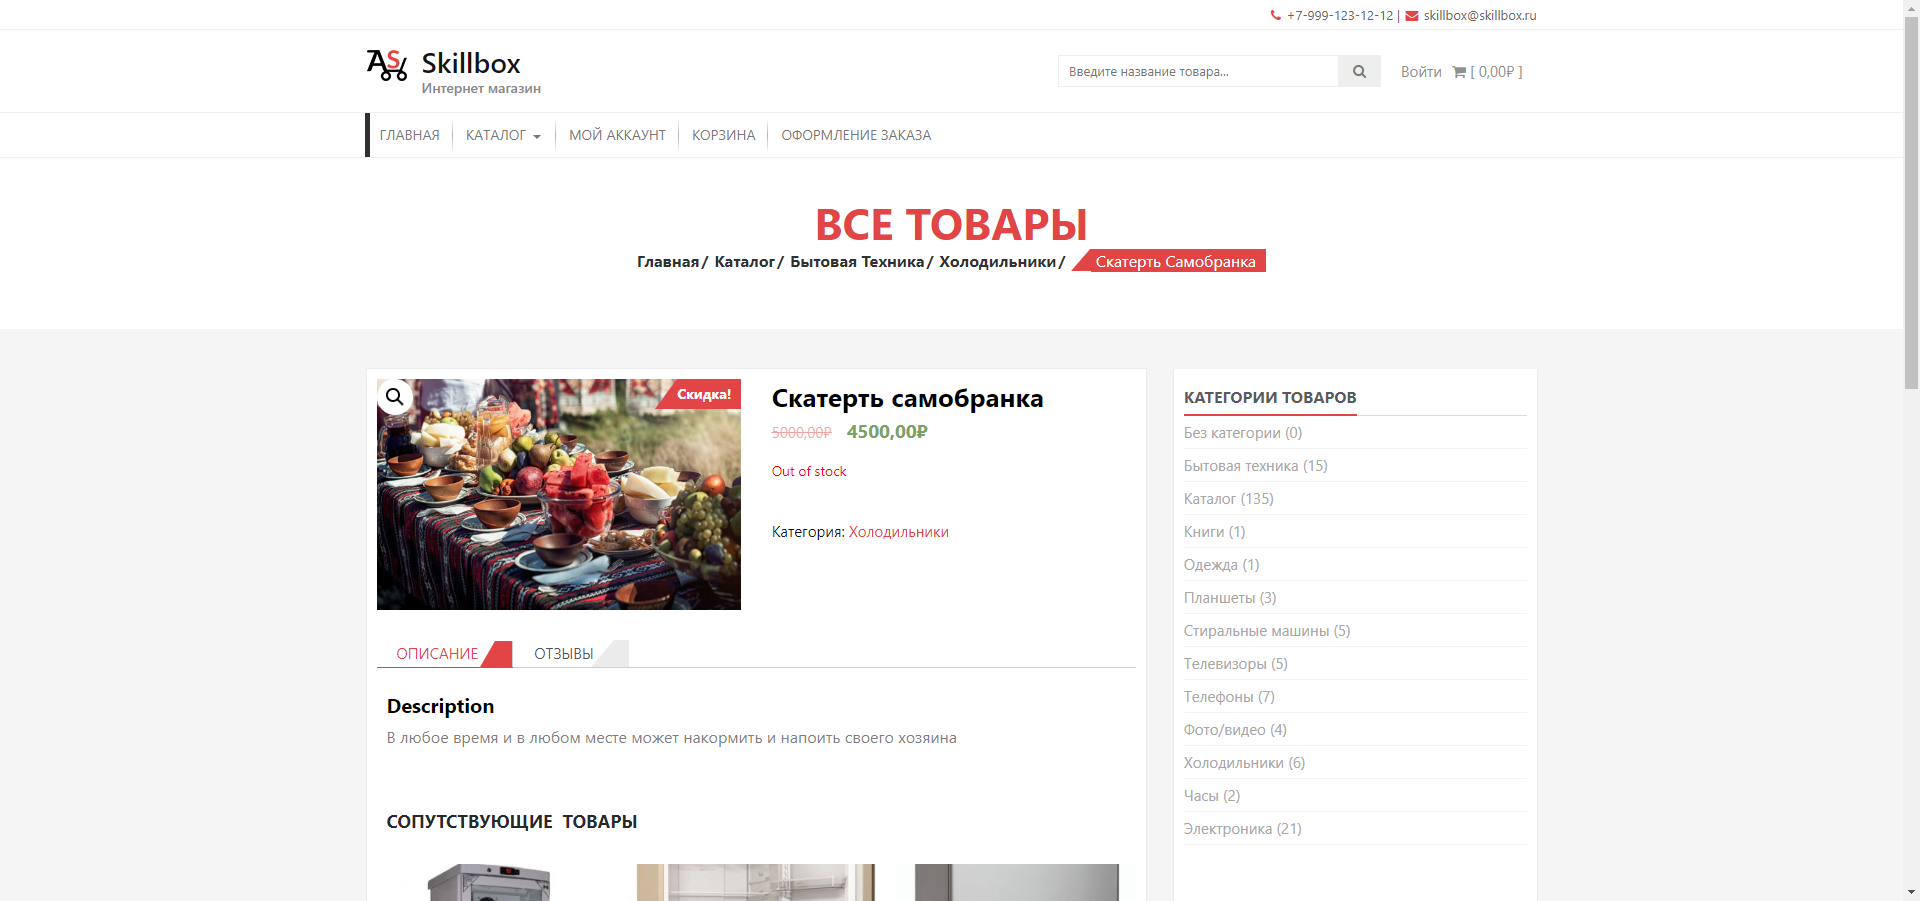 +7-999-123-12-12 | skillbox@skillbox.ru
AS
Skillbox
Интернет магазин
Введите название товара...
Войти [ 0,00₽ ]
ГЛАВНАЯ КАТАЛОГ МОЙ АККАУНТ КОРЗИНА ОФОРМЛЕНИЕ ЗАКАЗА
ВСЕ ТОВАРЫ
Главная/ Каталог/ Бытовая Техника/ Холодильники/ Скатерть Самобранка
Скидка!
Скатерть самобранка
5000,00₽ 4500,00₽
Out of stock
Категория: Холодильники
ОПИСАНИЕ ОТЗЫВЫ
Description
В любое время и в любом месте может накормить и напоить своего хозяина
СОПУТСТВУЮЩИЕ ТОВАРЫ
КАТЕГОРИИ ТОВАРОВ
Без категории (0)
Бытовая техника (15)
Каталог (135)
Книги (1)
Одежда (1)
Планшеты (3)
Стиральные машины (5)
Телевизоры (5)
Телефоны (7)
Фото/видео (4)
Холодильники (6)
Часы (2)
Электроника (21)